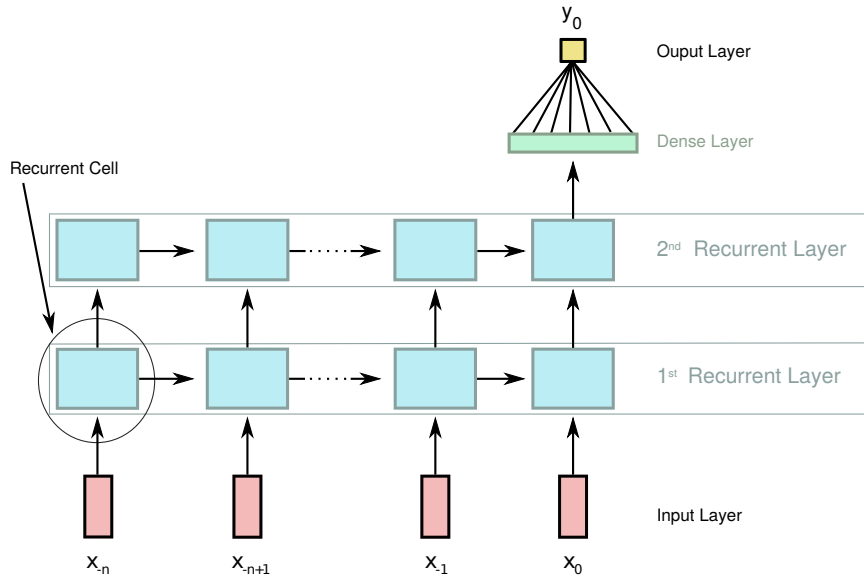 y₀
Ouput Layer
Dense Layer
Recurrent Cell
2ⁿᵈ Recurrent Layer
1ˢᵗ Recurrent Layer
Input Layer
x₋ₙ
x₋ₙ₊₁
x₋₁
x₀